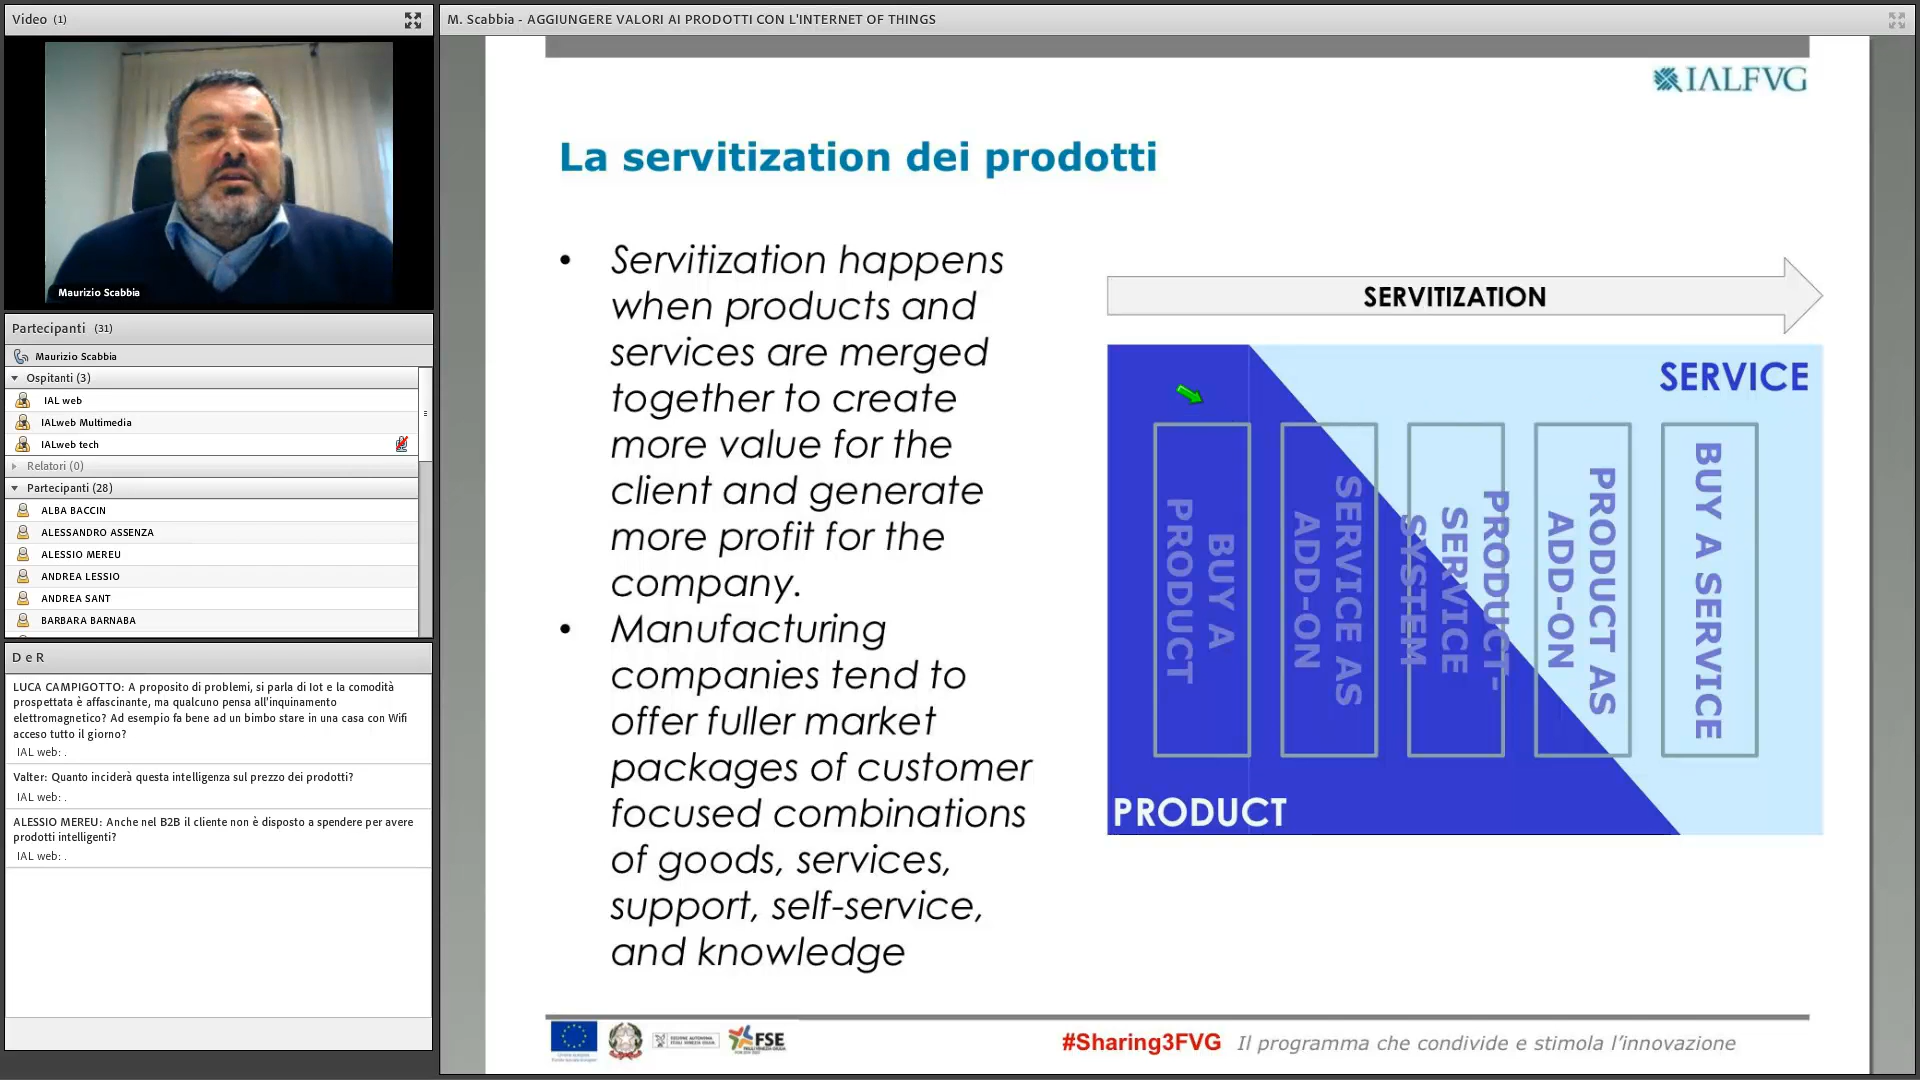 Video (1)
Maurizio Scabbia
Partecipanti (31)
Maurizio Scabbia
Ospitanti (3)
IAL web
IALweb Multimedia
IALweb tech
Relatori (0)
Partecipanti (28)
ALBA BACCIN
ALESSANDRO ASSENZA
ALESSIO MEREU
ANDREA LESSIO
ANDREA SANT
BARBARA BARNABA
D e R
LUCA CAMPIGOTTO: A proposito di problemi, si parla di Iot e la comodità
prospettata è affascinante, ma qualcuno pensa all'inquinamento
elettromagnetico? Ad esempio fa bene ad un bimbo stare in una casa con Wifi
acceso tutto il giorno?
IAL web: .
Valter: Quanto inciderà questa intelligenza sul prezzo dei prodotti?
IAL web: .
ALESSIO MEREU: Anche nel B2B il cliente non è disposto a spendere per avere
prodotti intelligenti?
IAL web: .
M. Scabbia - AGGIUNGERE VALORI AI PRODOTTI CON L'INTERNET OF THINGS
IALFVG
La servitization dei prodotti
• Servitization happens
when products and
services are merged
together to create
more value for the
client and generate
more profit for the
company.
• Manufacturing
companies tend to
offer fuller market
packages of customer
focused combinations
of goods, services,
support, self-service,
and knowledge
SERVITIZATION
SERVICE
BUY A
PRODUCT
SERVICE AS
ADD-ON
PRODUCT-
SERVICE
SYSTEM
PRODUCT AS
ADD-ON
BUY A SERVICE
PRODUCT
FSE
#Sharing3FVG Il programma che condivide e stimola l'innovazione